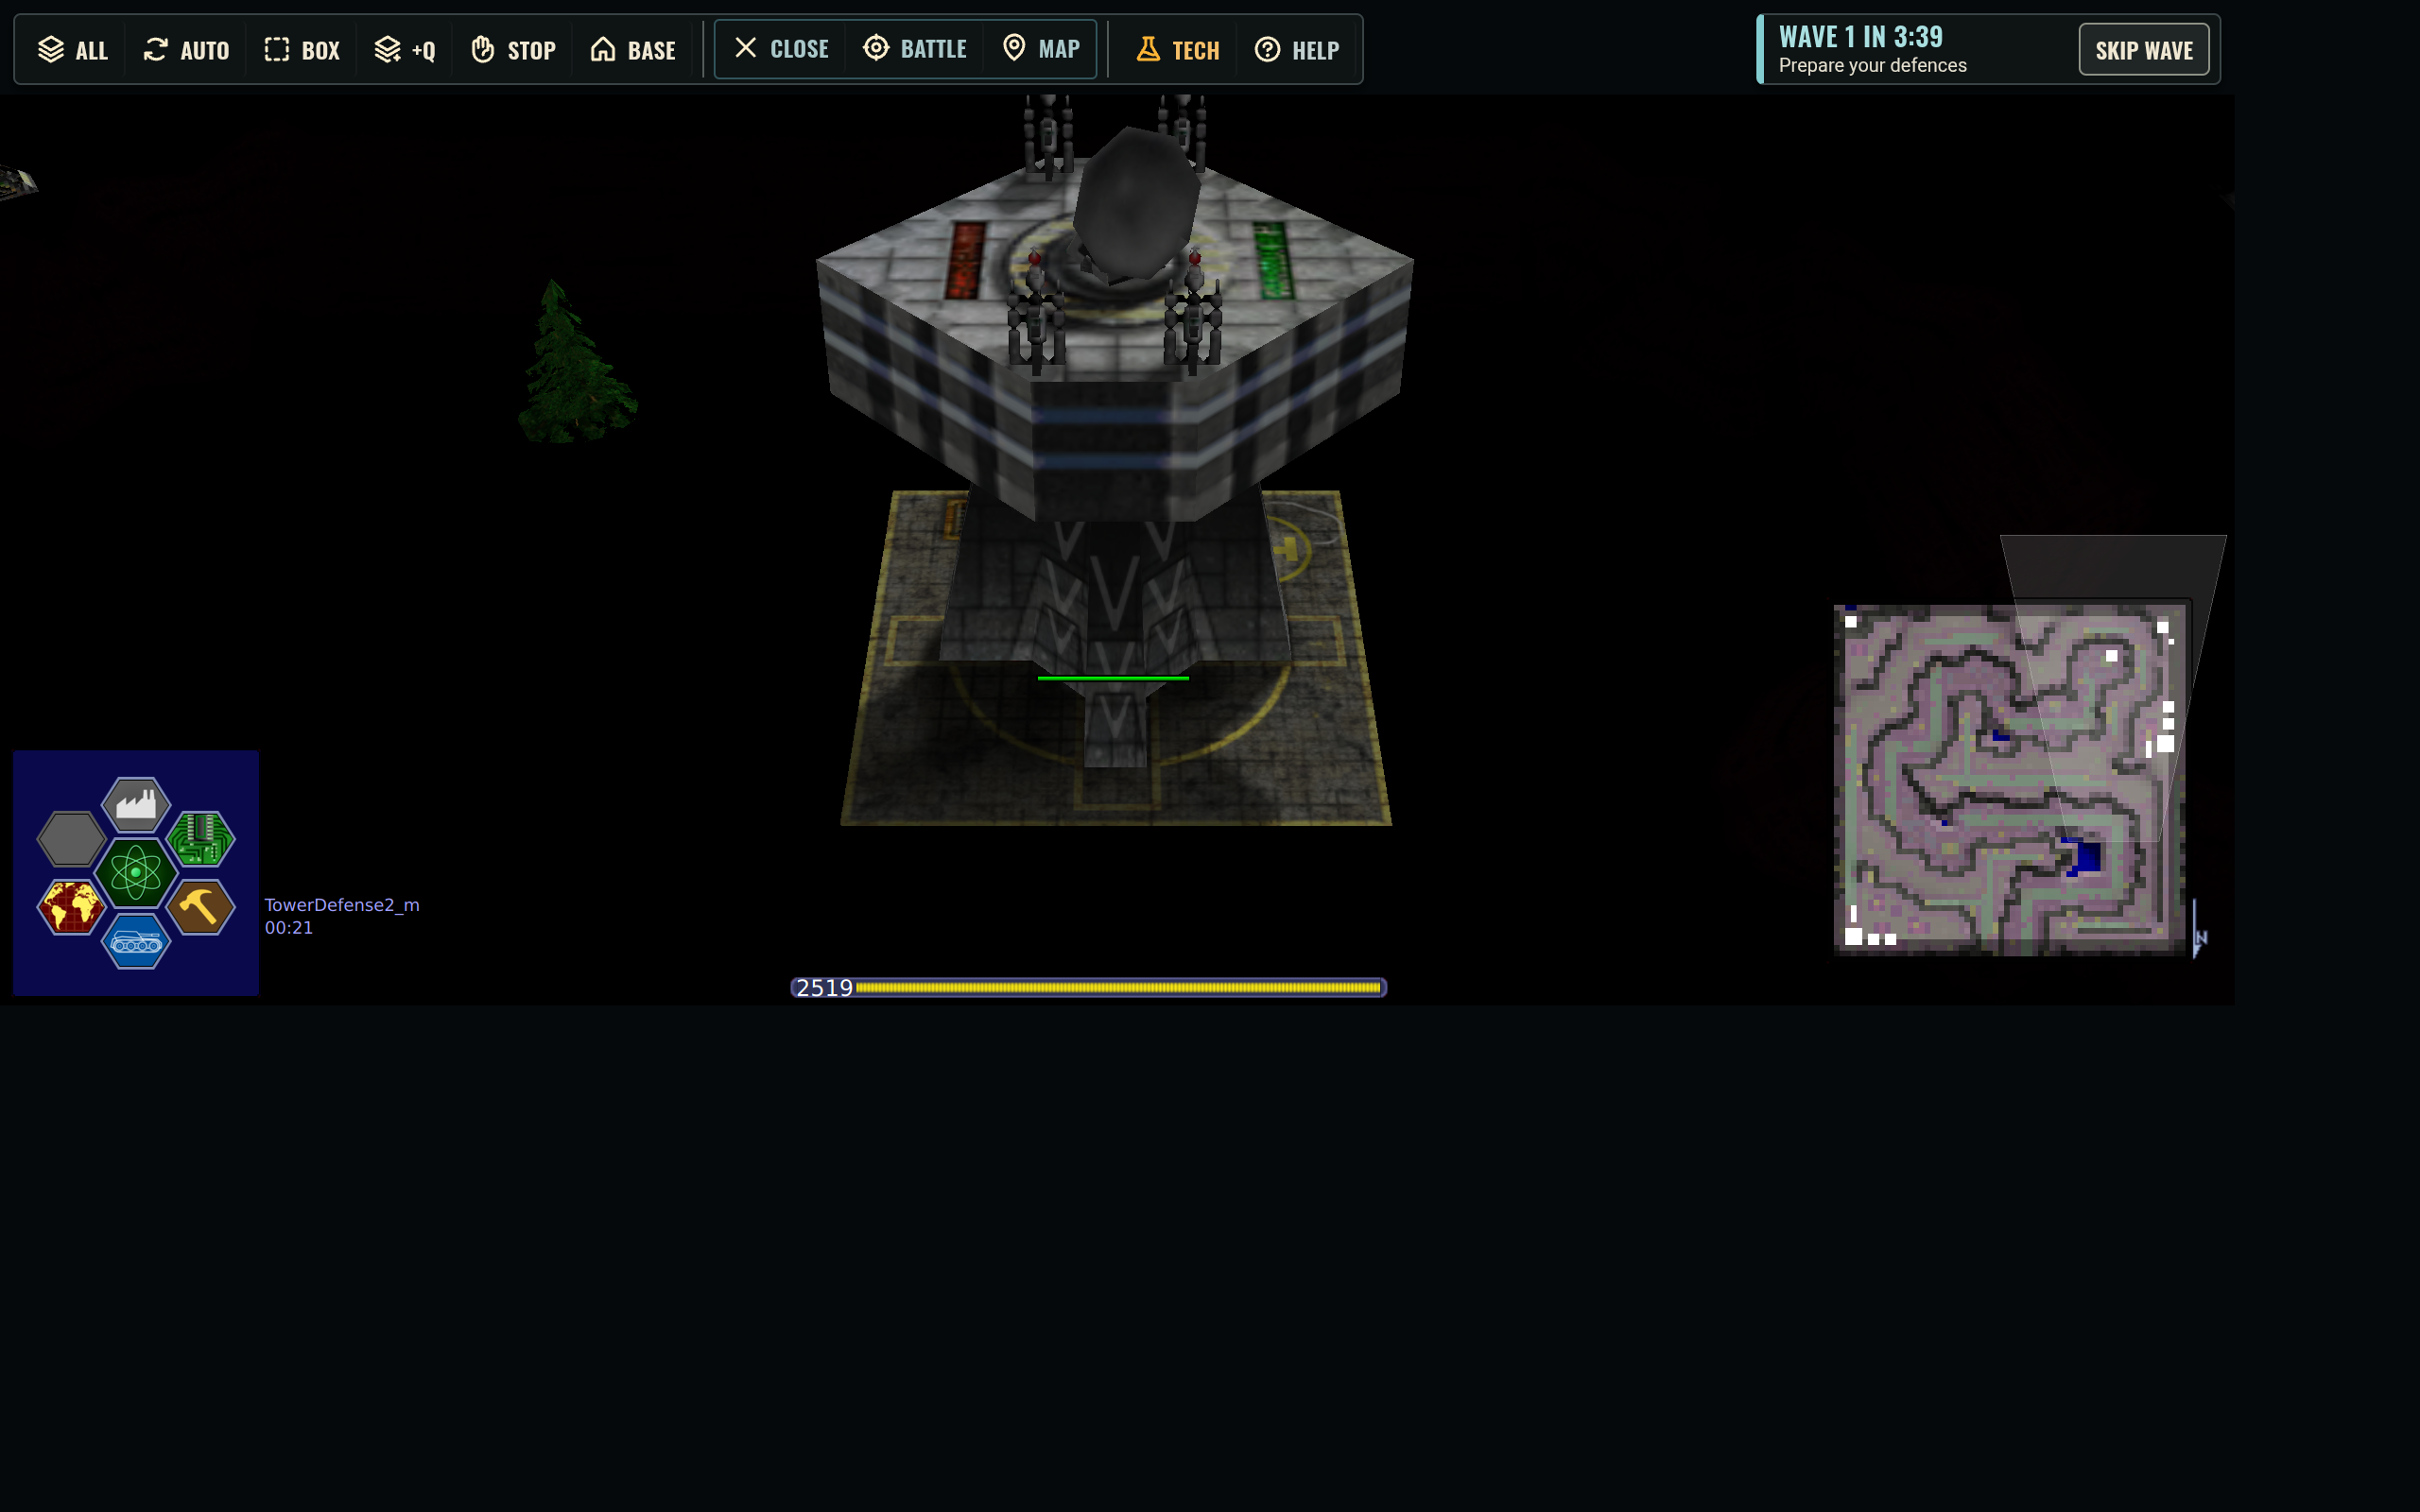 ALL AUTO BOX +Q STOP BASE CLOSE BATTLE MAP TECH HELP
WAVE 1 IN 3:39
Prepare your defences
SKIP WAVE
TowerDefense2_m
00:21
N
2519